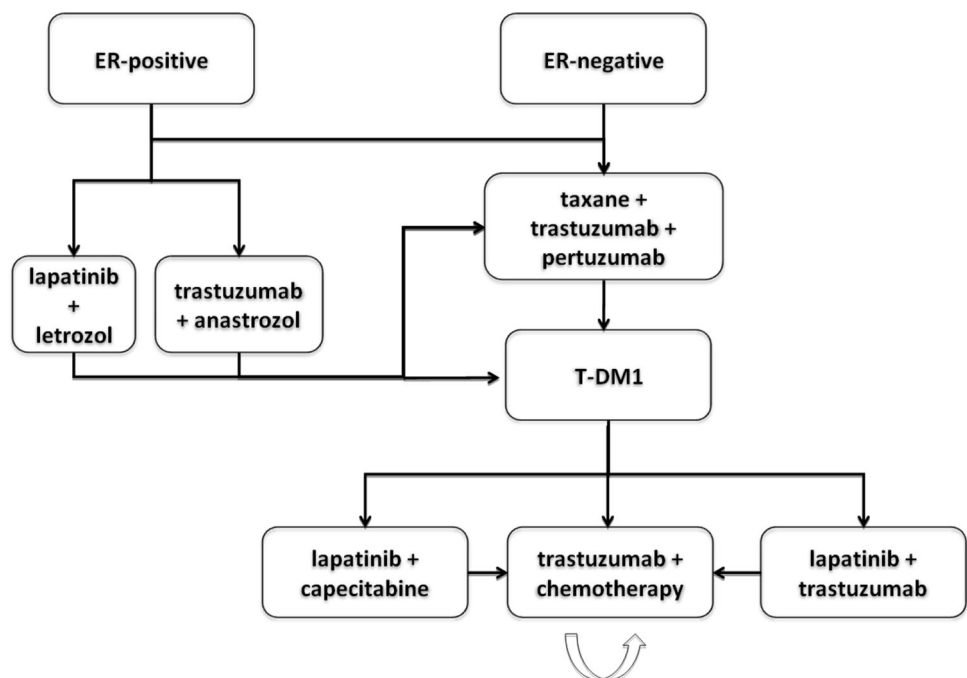 ER-positive
ER-negative
taxane +
trastuzumab +
pertuzumab
lapatinib
+
letrozol
trastuzumab
+ anastrozol
T-DM1
lapatinib +
capecitabine
trastuzumab +
chemotherapy
lapatinib +
trastuzumab